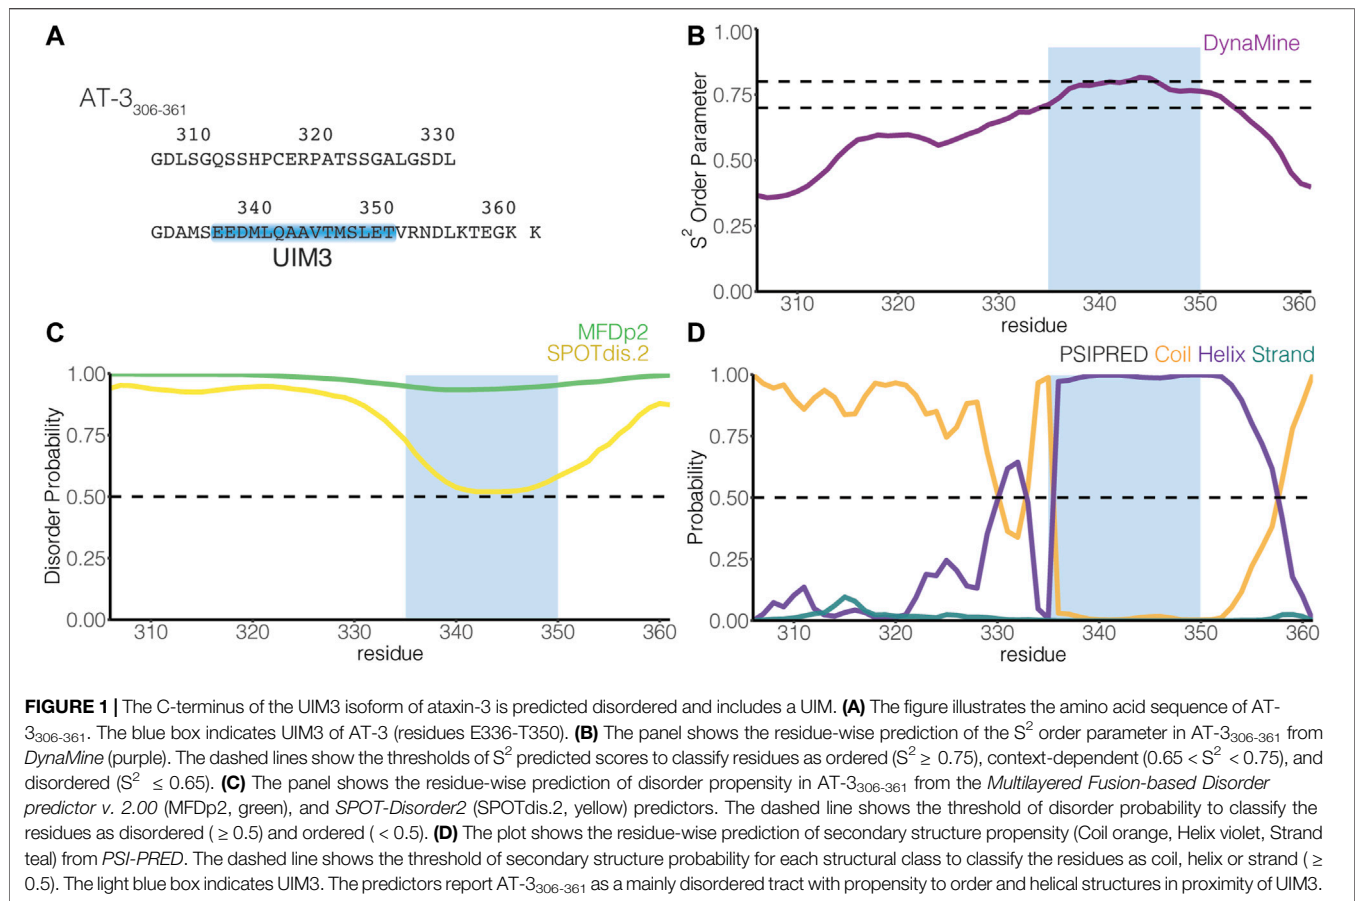 A
AT-3306-361
310 320 330
GDLSGQSSHPCERPATSSGALGSDL
340 350 360
GDAMSEEDMLQAAVTMSLETVRNDLKTEGK K
UIM3
B
DynaMine
S2 Order Parameter
1.00
0.75
0.50
0.25
0.00
310 320 330 340 350 360
residue
C
MFDp2
SPOTdis.2
Disorder Probability
1.00
0.75
0.50
0.25
0.00
310 320 330 340 350 360
residue
D
PSIPRED Coil Helix Strand
Probability
1.00
0.75
0.50
0.25
0.00
310 320 330 340 350 360
residue
FIGURE 1 | The C-terminus of the UIM3 isoform of ataxin-3 is predicted disordered and includes a UIM. (A) The figure illustrates the amino acid sequence of AT-
3306-361. The blue box indicates UIM3 of AT-3 (residues E336-T350). (B) The panel shows the residue-wise prediction of the S2 order parameter in AT-3306-361 from
DynaMine (purple). The dashed lines show the thresholds of S2 predicted scores to classify residues as ordered (S2 ≥ 0.75), context-dependent (0.65 < S2 < 0.75), and
disordered (S2 ≤ 0.65). (C) The panel shows the residue-wise prediction of disorder propensity in AT-3306-361 from the Multilayered Fusion-based Disorder
predictor v. 2.00 (MFDp2, green), and SPOT-Disorder2 (SPOTdis.2, yellow) predictors. The dashed line shows the threshold of disorder probability to classify the
residues as disordered ( ≥ 0.5) and ordered ( < 0.5). (D) The plot shows the residue-wise prediction of secondary structure propensity (Coil orange, Helix violet, Strand
teal) from PSI-PRED. The dashed line shows the threshold of secondary structure probability for each structural class to classify the residues as coil, helix or strand ( ≥
0.5). The light blue box indicates UIM3. The predictors report AT-3306-361 as a mainly disordered tract with propensity to order and helical structures in proximity of UIM3.